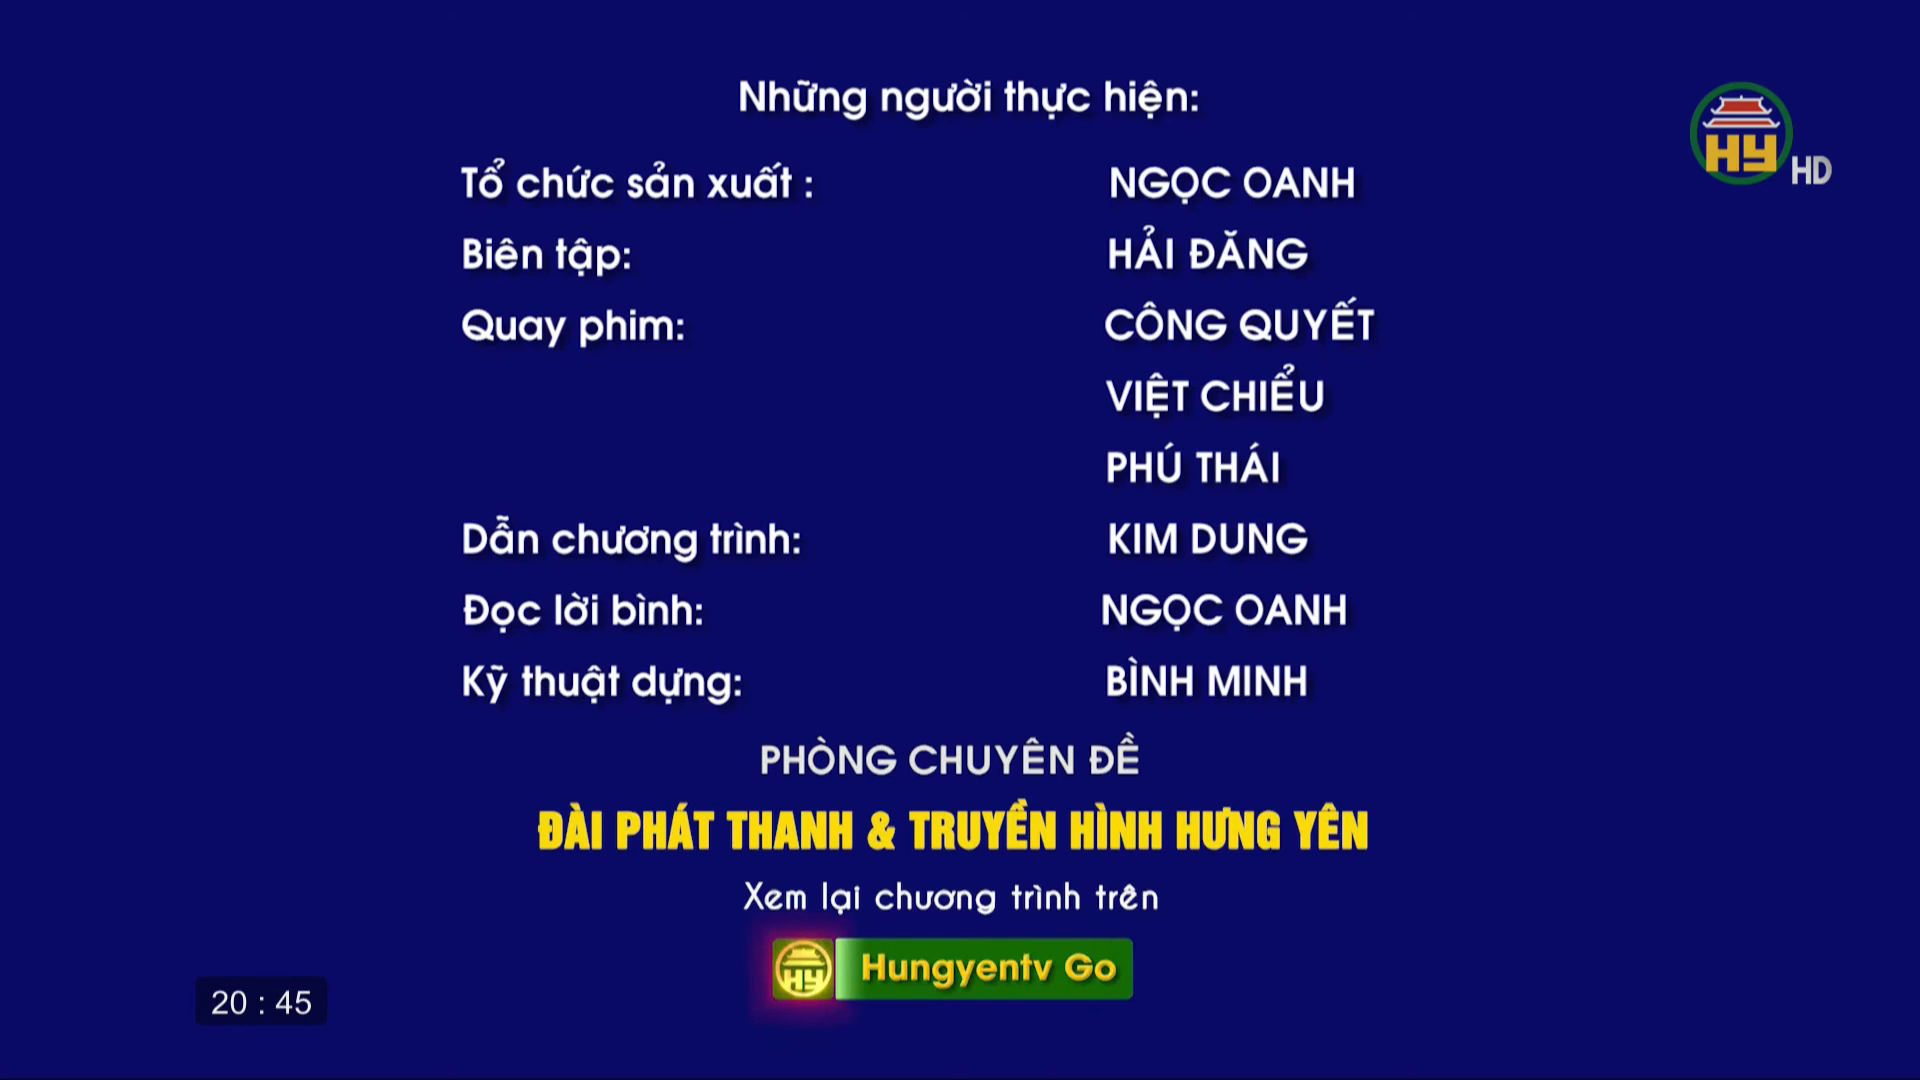 Những người thực hiện:
HY HD
Tổ chức sản xuất : NGỌC OANH
Biên tập: HẢI ĐĂNG
Quay phim: CÔNG QUYẾT
VIỆT CHIỂU
PHÚ THÁI
Dẫn chương trình: KIM DUNG
Đọc lời bình: NGỌC OANH
Kỹ thuật dựng: BÌNH MINH
PHÒNG CHUYÊN ĐỀ
ĐÀI PHÁT THANH & TRUYỀN HÌNH HƯNG YÊN
Xem lại chương trình trên
HY Hungyentv Go
20 : 45